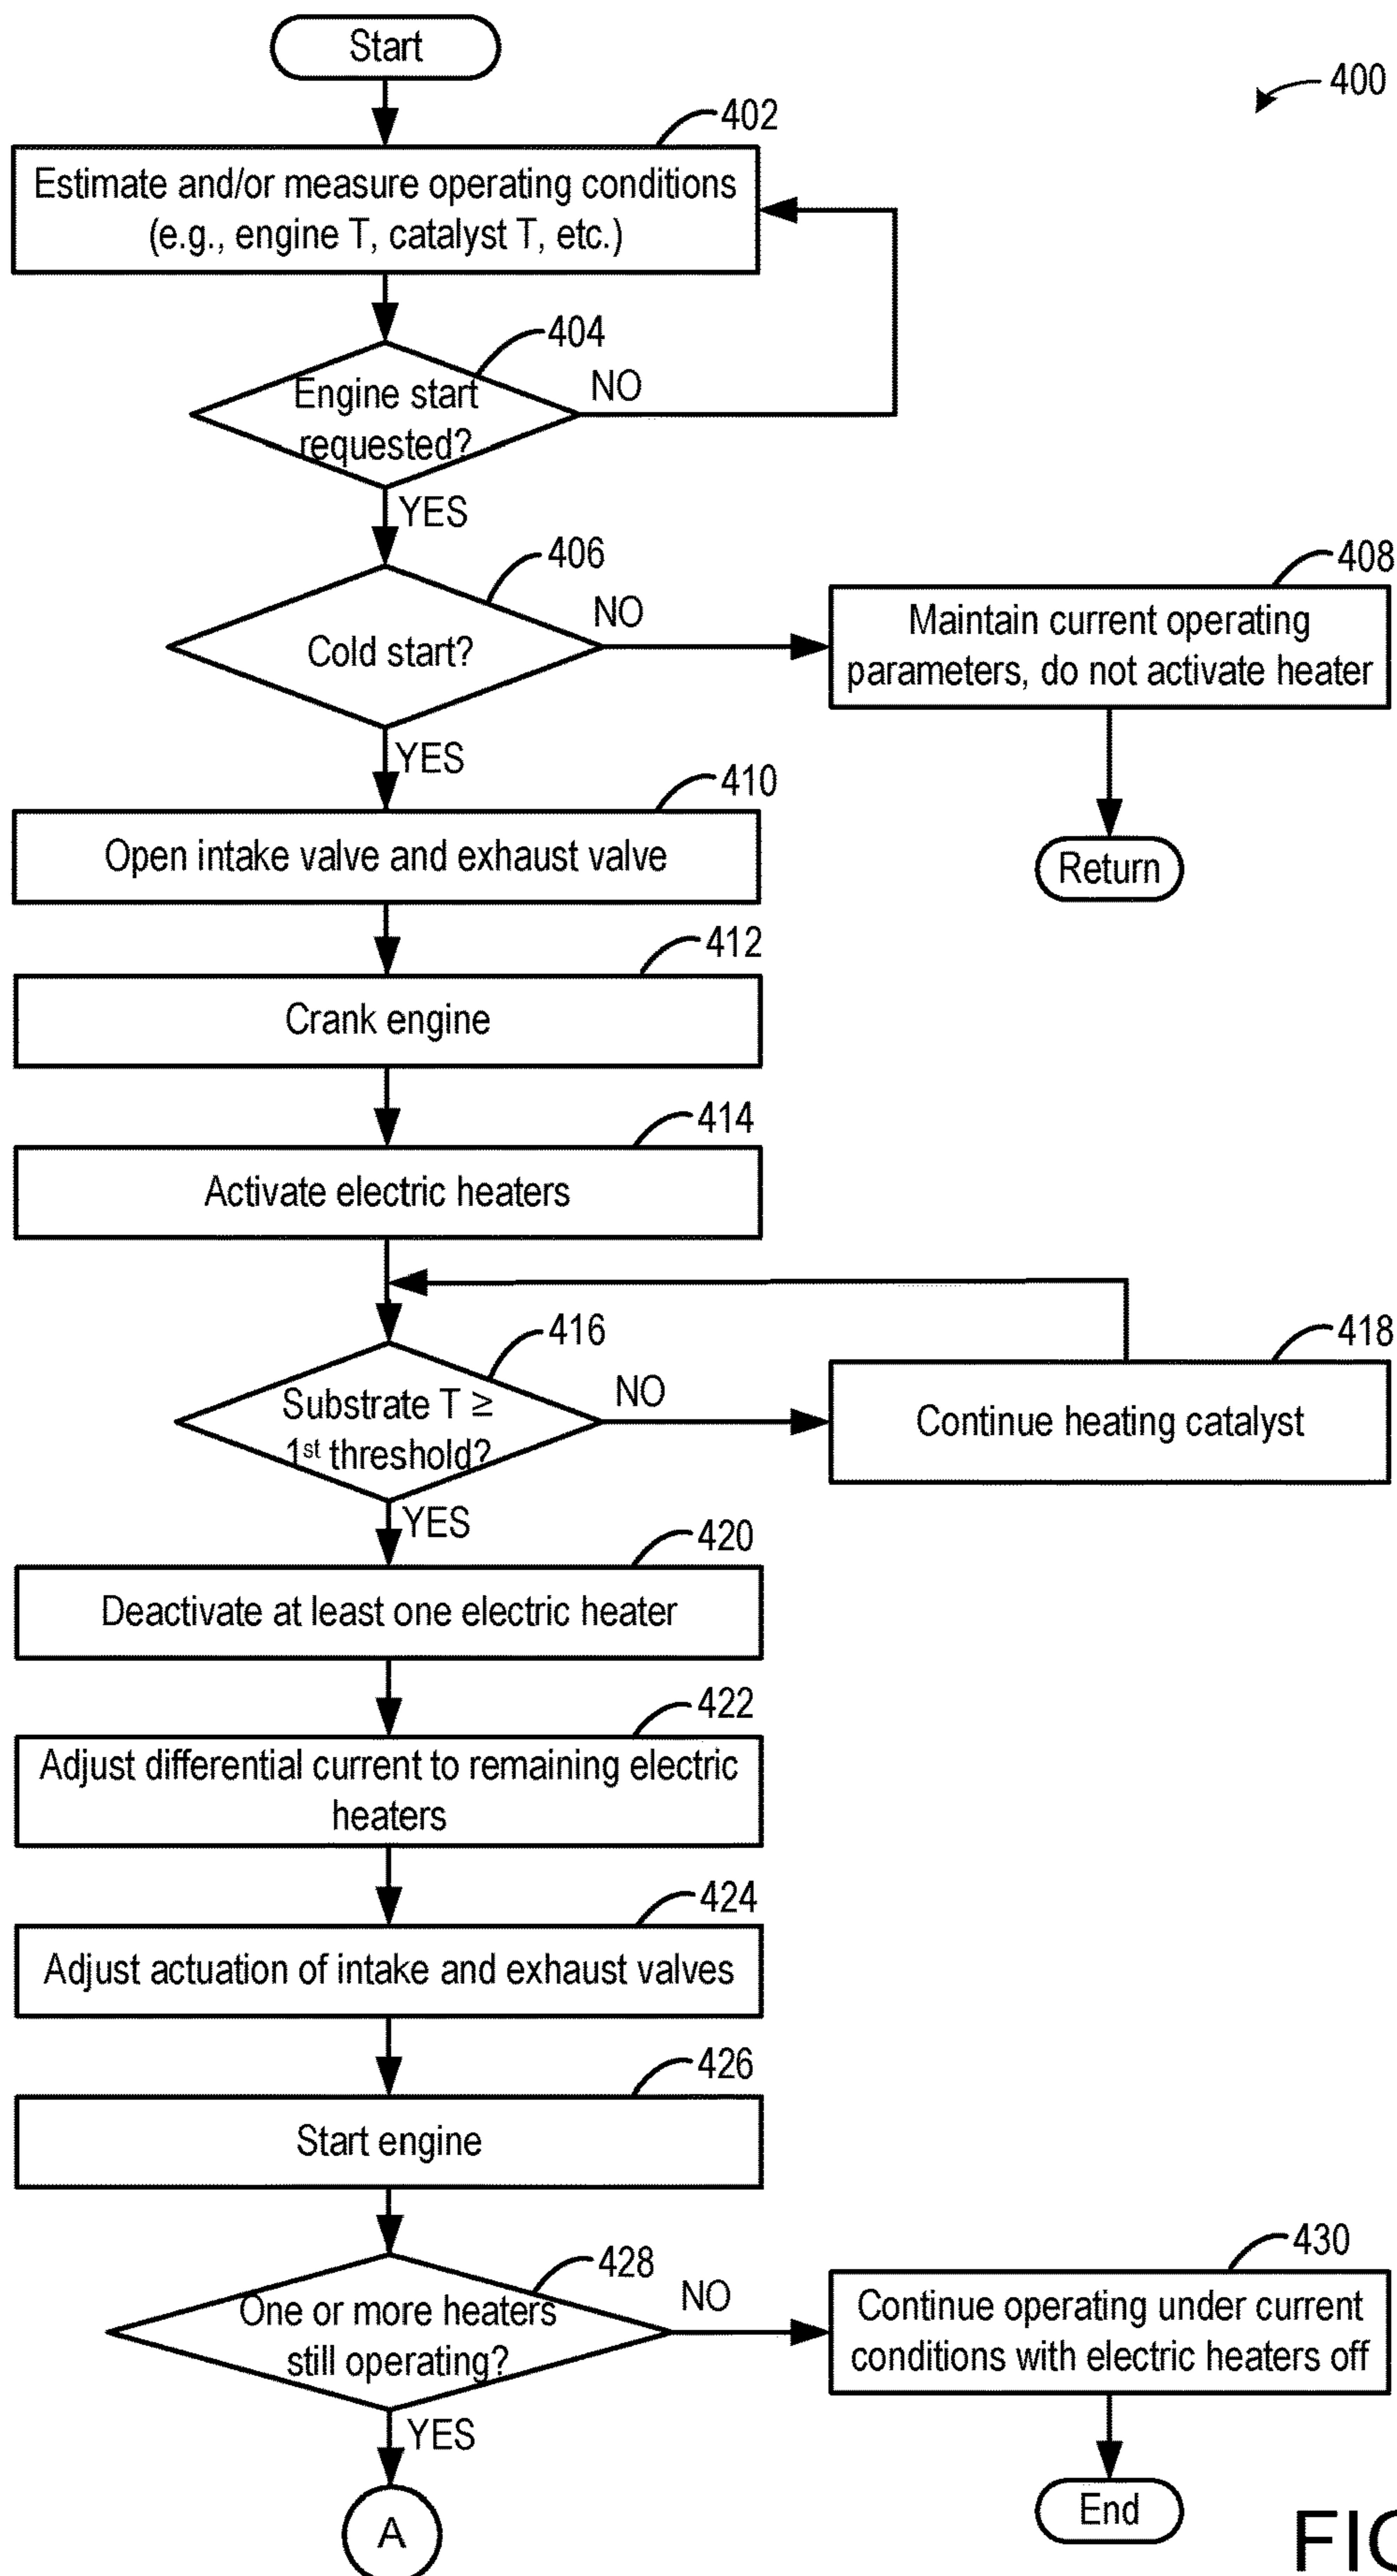 Start
400
402
Estimate and/or measure operating conditions
(e.g., engine T, catalyst T, etc.)
404
Engine start
requested?
NO
YES
406
Cold start?
NO
408
Maintain current operating
parameters, do not activate heater
YES
Return
410
Open intake valve and exhaust valve
412
Crank engine
414
Activate electric heaters
416
Substrate T ≥
1st threshold?
NO
418
Continue heating catalyst
YES
420
Deactivate at least one electric heater
422
Adjust differential current to remaining electric
heaters
424
Adjust actuation of intake and exhaust valves
426
Start engine
428
One or more heaters
still operating?
NO
430
Continue operating under current
conditions with electric heaters off
YES
A
End